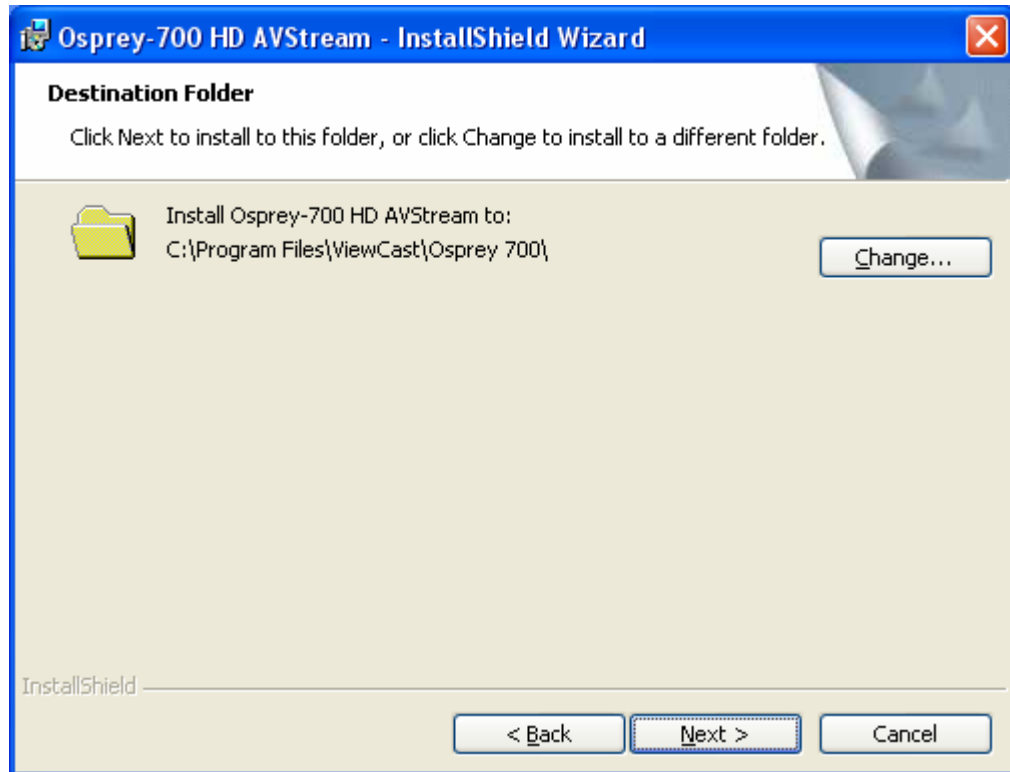 Osprey-700 HD AVStream - InstallShield Wizard
Destination Folder
Click Next to install to this folder, or click Change to install to a different folder.
Install Osprey-700 HD AVStream to:
C:\Program Files\ViewCast\Osprey 700\
Change...
InstallShield
< Back
Next >
Cancel